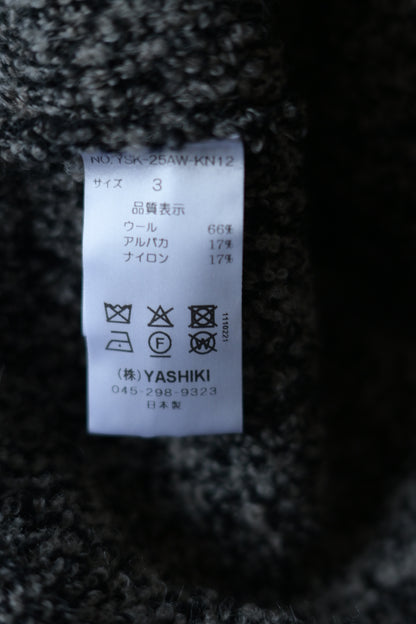 NO.YSK-25AW-KN12
サイズ 3
品質表示
ウール 66%
アルパカ 17%
ナイロン 17%
F W
1110221
(株)YASHIKI
045-298-9323
日本製